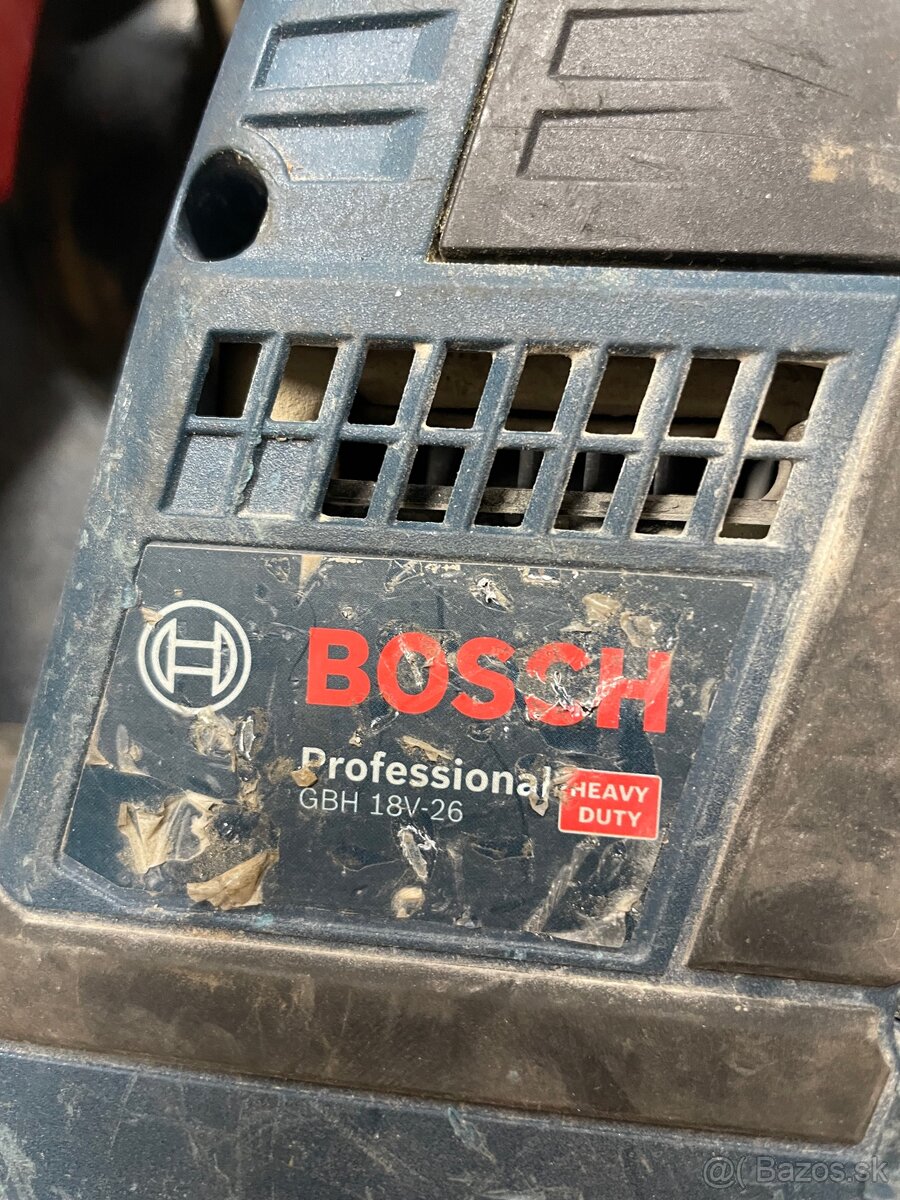 BOSCH
Professional
GBH 18V-26
HEAVY
DUTY
@( Bazos.sk